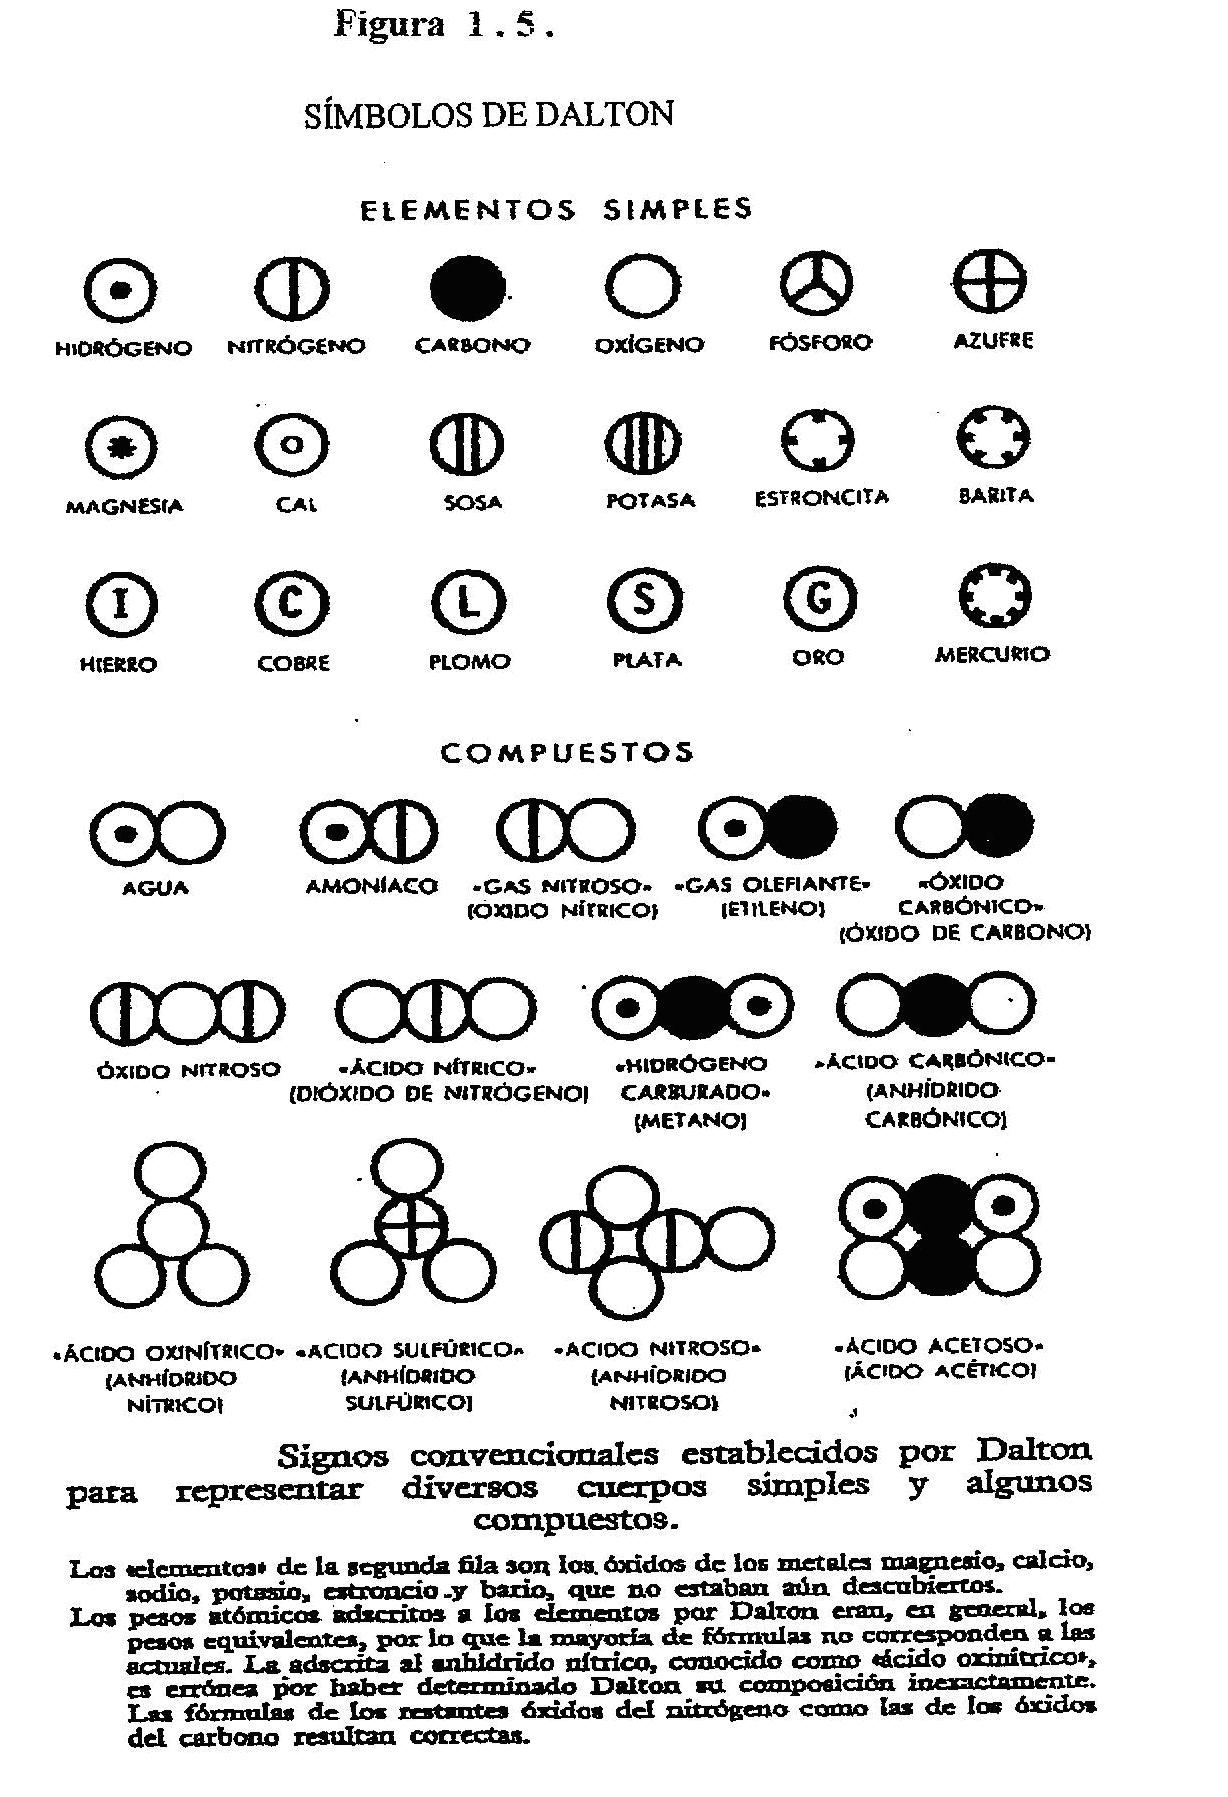 Figura 1.5.
SÍMBOLOS DE DALTON
ELEMENTOS SIMPLES
HIDRÓGENO NITRÓGENO CARBONO OXÍGENO FÓSFORO AZUFRE
MAGNESIA CAL SOSA POTASA ESTRONCITA BARITA
I C L S G
HIERRO COBRE PLOMO PLATA ORO MERCURIO
COMPUESTOS
AGUA AMONÍACO «GAS NITROSO» «GAS OLEFIANTE» «ÓXIDO
(OXIDO NÍTRICO) (ETILENO) CARBÓNICO»
(ÓXIDO DE CARBONO)
ÓXIDO NITROSO «ÁCIDO NÍTRICO» «HIDRÓGENO «ÁCIDO CARBÓNICO»
(DIÓXIDO DE NITRÓGENO) CARBURADO» (ANHÍDRIDO
(METANO) CARBÓNICO)
«ÁCIDO OXINÍTRICO» «ACIDO SULFÚRICO» «ACIDO NITROSO» «ÁCIDO ACETOSO»
(ANHÍDRIDO (ANHÍDRIDO (ANHÍDRIDO (ÁCIDO ACÉTICO)
NÍTRICO) SULFÚRICO) NITROSO)
Signos convencionales establecidos por Dalton
para representar diversos cuerpos simples y algunos
compuestos.
Los «elementos» de la segunda fila son los óxidos de los metales magnesio, calcio,
sodio, potasio, estroncio y bario, que no estaban aún descubiertos.
Los pesos atómicos adscritos a los elementos por Dalton eran, en general, los
pesos equivalentes, por lo que la mayoría de fórmulas no corresponden a las
actuales. La adscrita al anhídrido nítrico, conocido como «ácido oxinítrico»,
es errónea por haber determinado Dalton su composición inexactamente.
Las fórmulas de los restantes óxidos del nitrógeno como las de los óxidos
del carbono resultan correctas.